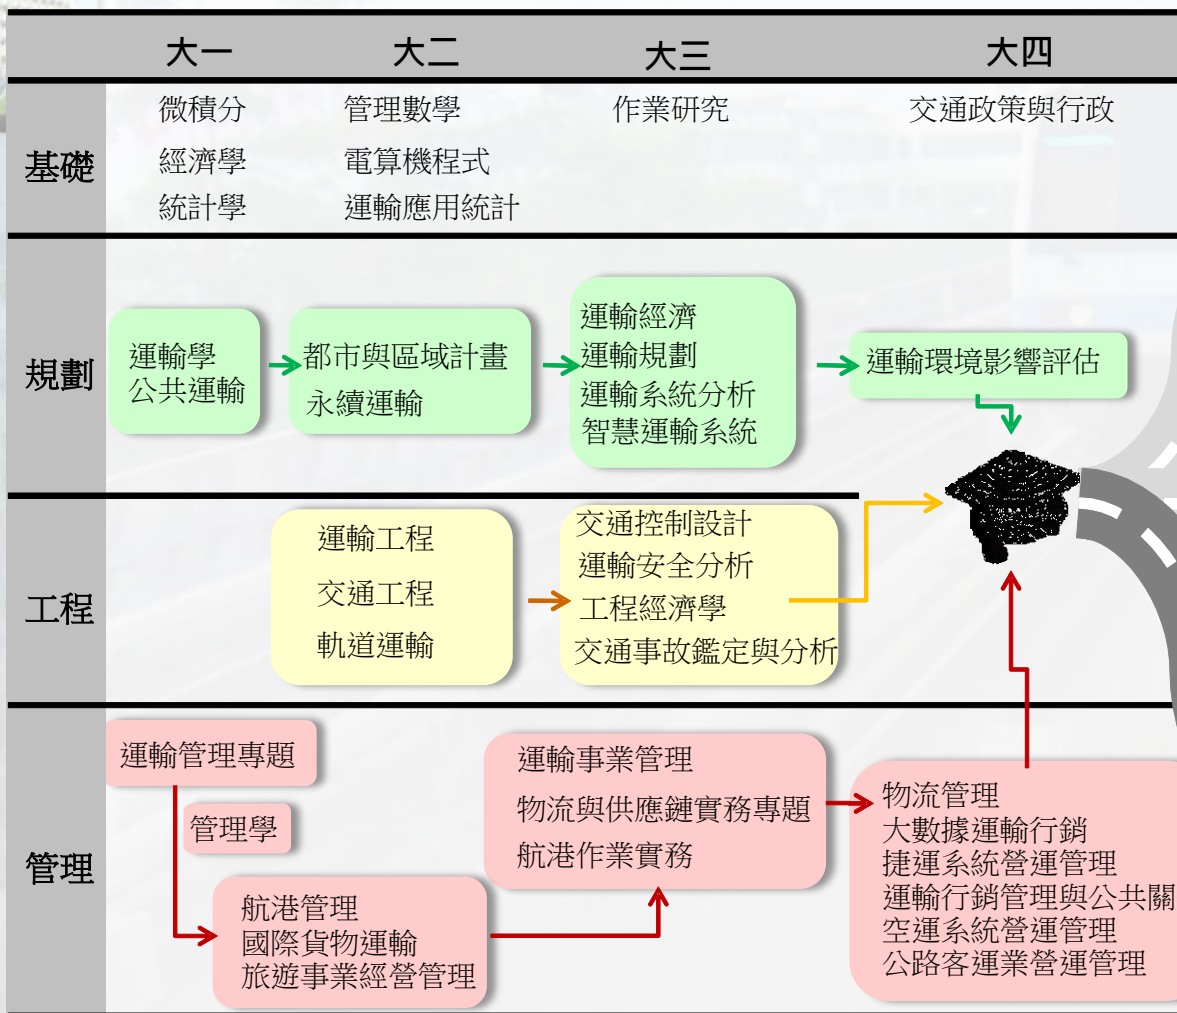 大一 大二 大三 大四
基礎
微積分 管理數學 作業研究 交通政策與行政
經濟學 電算機程式
統計學 運輸應用統計
規劃
運輸學
公共運輸
都市與區域計畫
永續運輸
運輸經濟
運輸規劃
運輸系統分析
智慧運輸系統
運輸環境影響評估
工程
運輸工程
交通工程
軌道運輸
交通控制設計
運輸安全分析
工程經濟學
交通事故鑑定與分析
管理
運輸管理專題
管理學
航港管理
國際貨物運輸
旅遊事業經營管理
運輸事業管理
物流與供應鏈實務專題
航港作業實務
物流管理
大數據運輸行銷
捷運系統營運管理
運輸行銷管理與公共關
空運系統營運管理
公路客運業營運管理